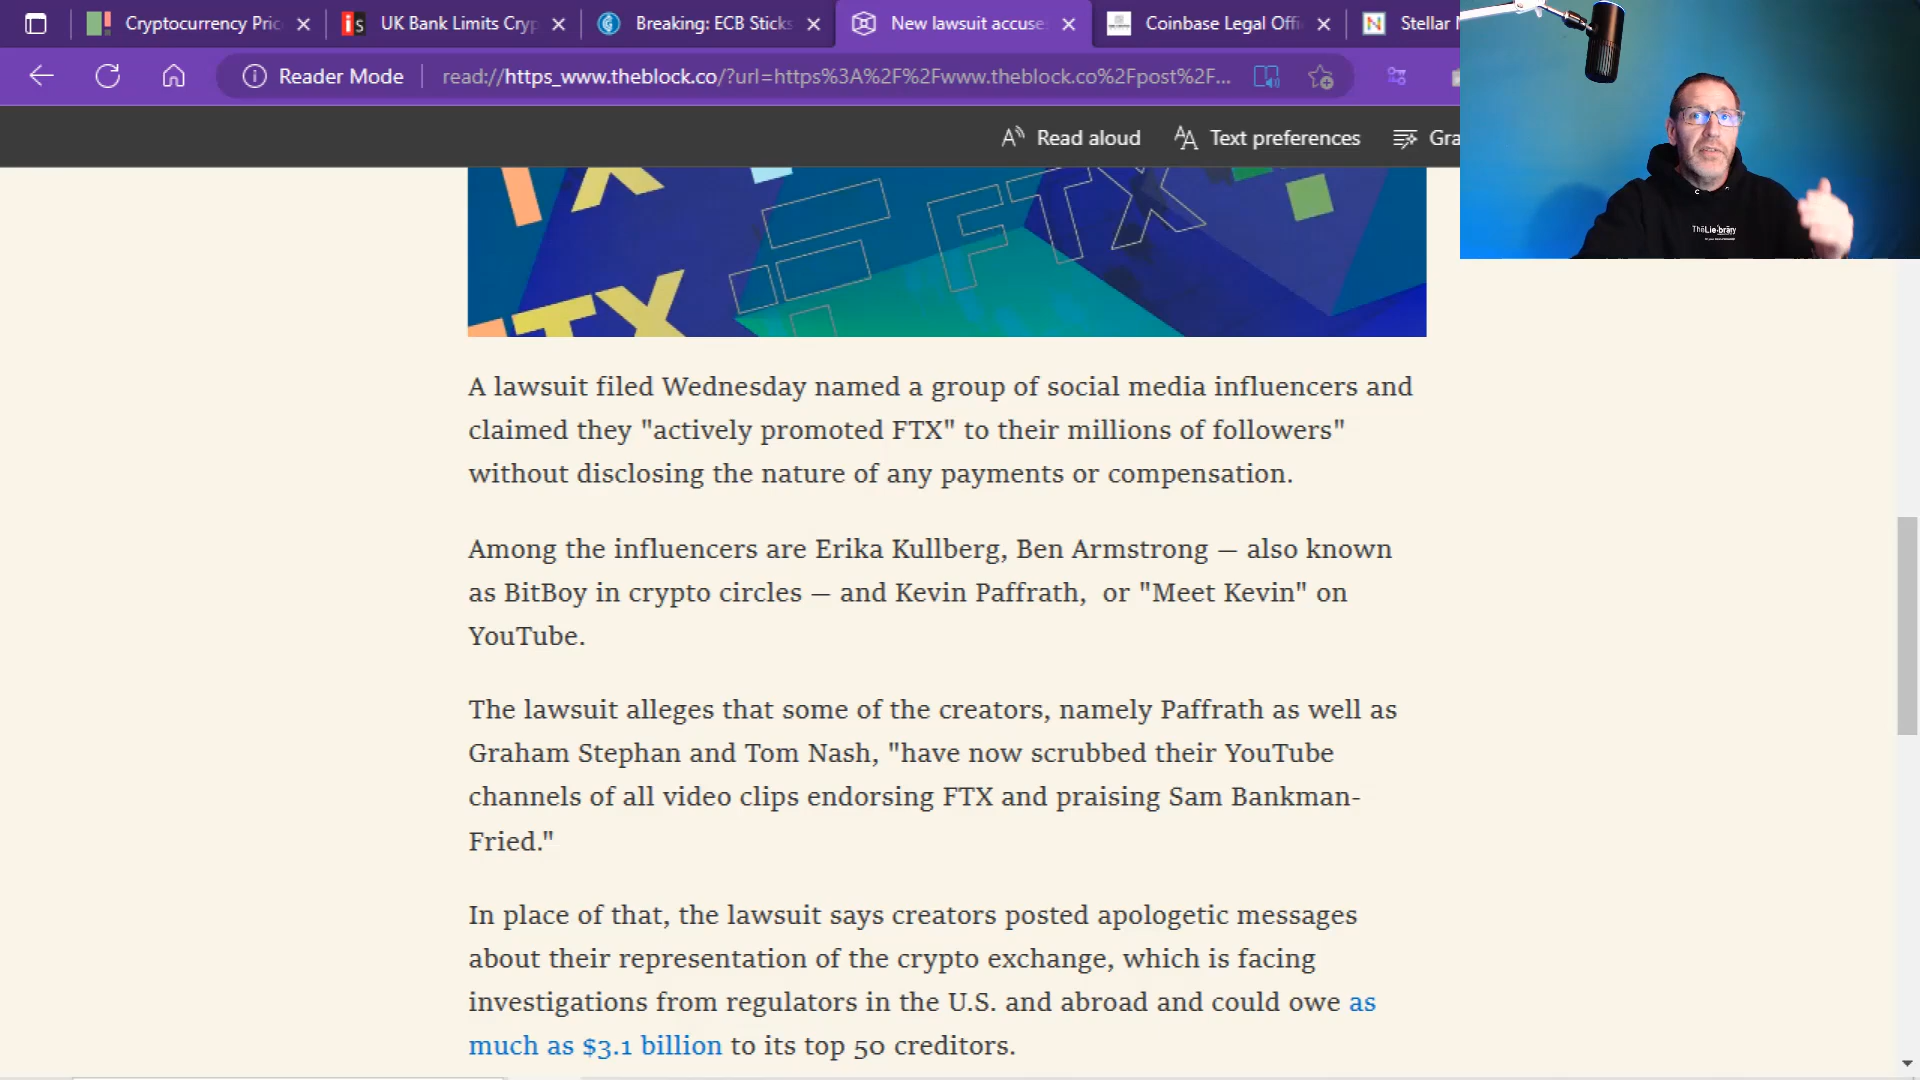 Cryptocurrency Pric
UK Bank Limits Cryp
Breaking: ECB Sticks
New lawsuit accuse
Coinbase Legal Offi
Stellar
Reader Mode
read://https_www.theblock.co/?url=https%3A%2F%2Fwww.theblock.co%2Fpost%2F...
Read aloud
Text preferences
Gra
TheLie-brary
TX
FTX
TX
A lawsuit filed Wednesday named a group of social media influencers and
claimed they "actively promoted FTX" to their millions of followers"
without disclosing the nature of any payments or compensation.
Among the influencers are Erika Kullberg, Ben Armstrong — also known
as BitBoy in crypto circles — and Kevin Paffrath,  or "Meet Kevin" on
YouTube.
The lawsuit alleges that some of the creators, namely Paffrath as well as
Graham Stephan and Tom Nash, "have now scrubbed their YouTube
channels of all video clips endorsing FTX and praising Sam Bankman-
Fried."
In place of that, the lawsuit says creators posted apologetic messages
about their representation of the crypto exchange, which is facing
investigations from regulators in the U.S. and abroad and could owe as
much as $3.1 billion to its top 50 creditors.